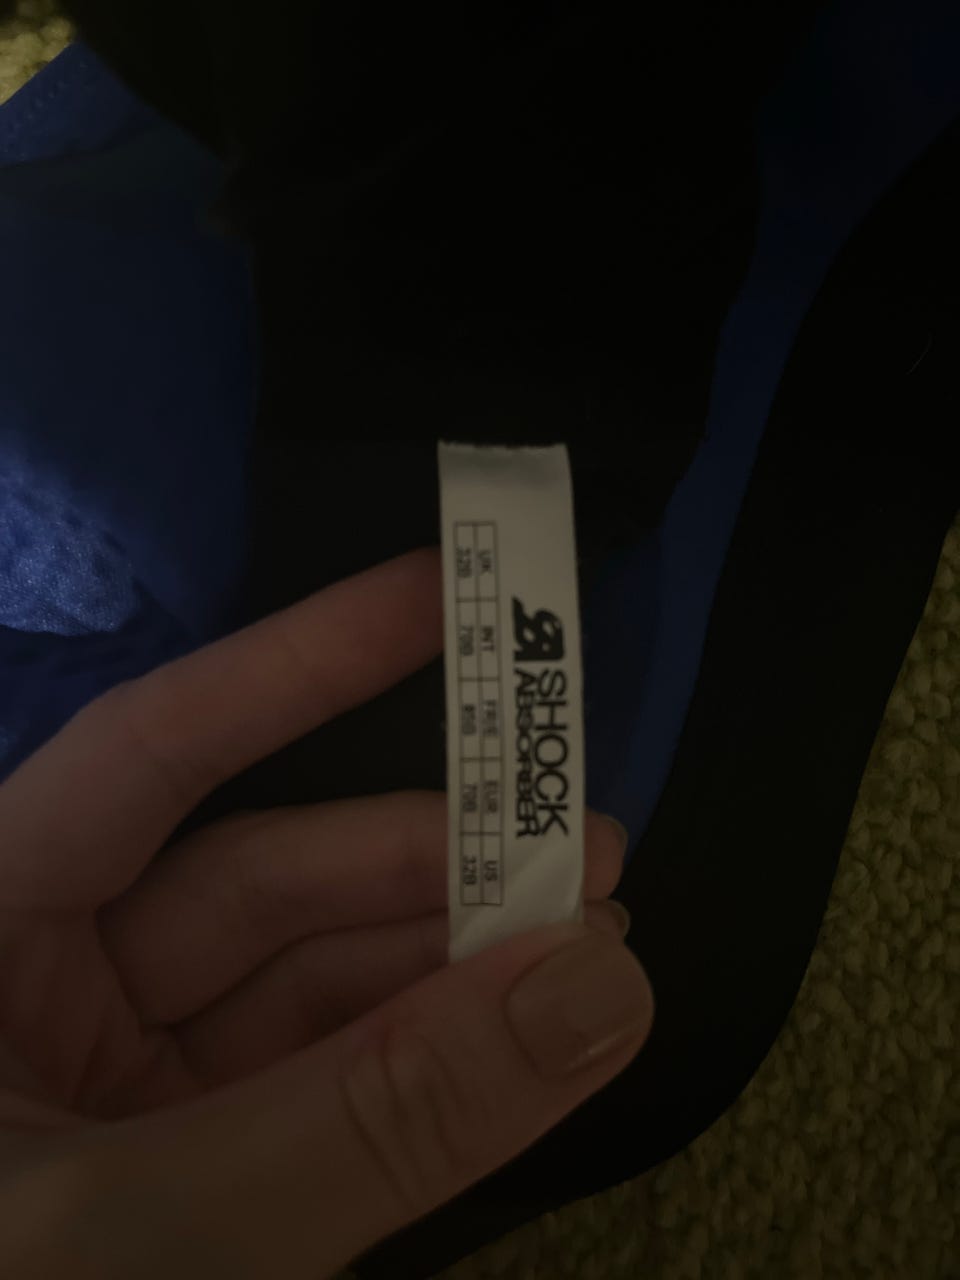 SHOCK
ABSORBER
UK INT FR/E EUR US
32B 70B 85B 70B 32B